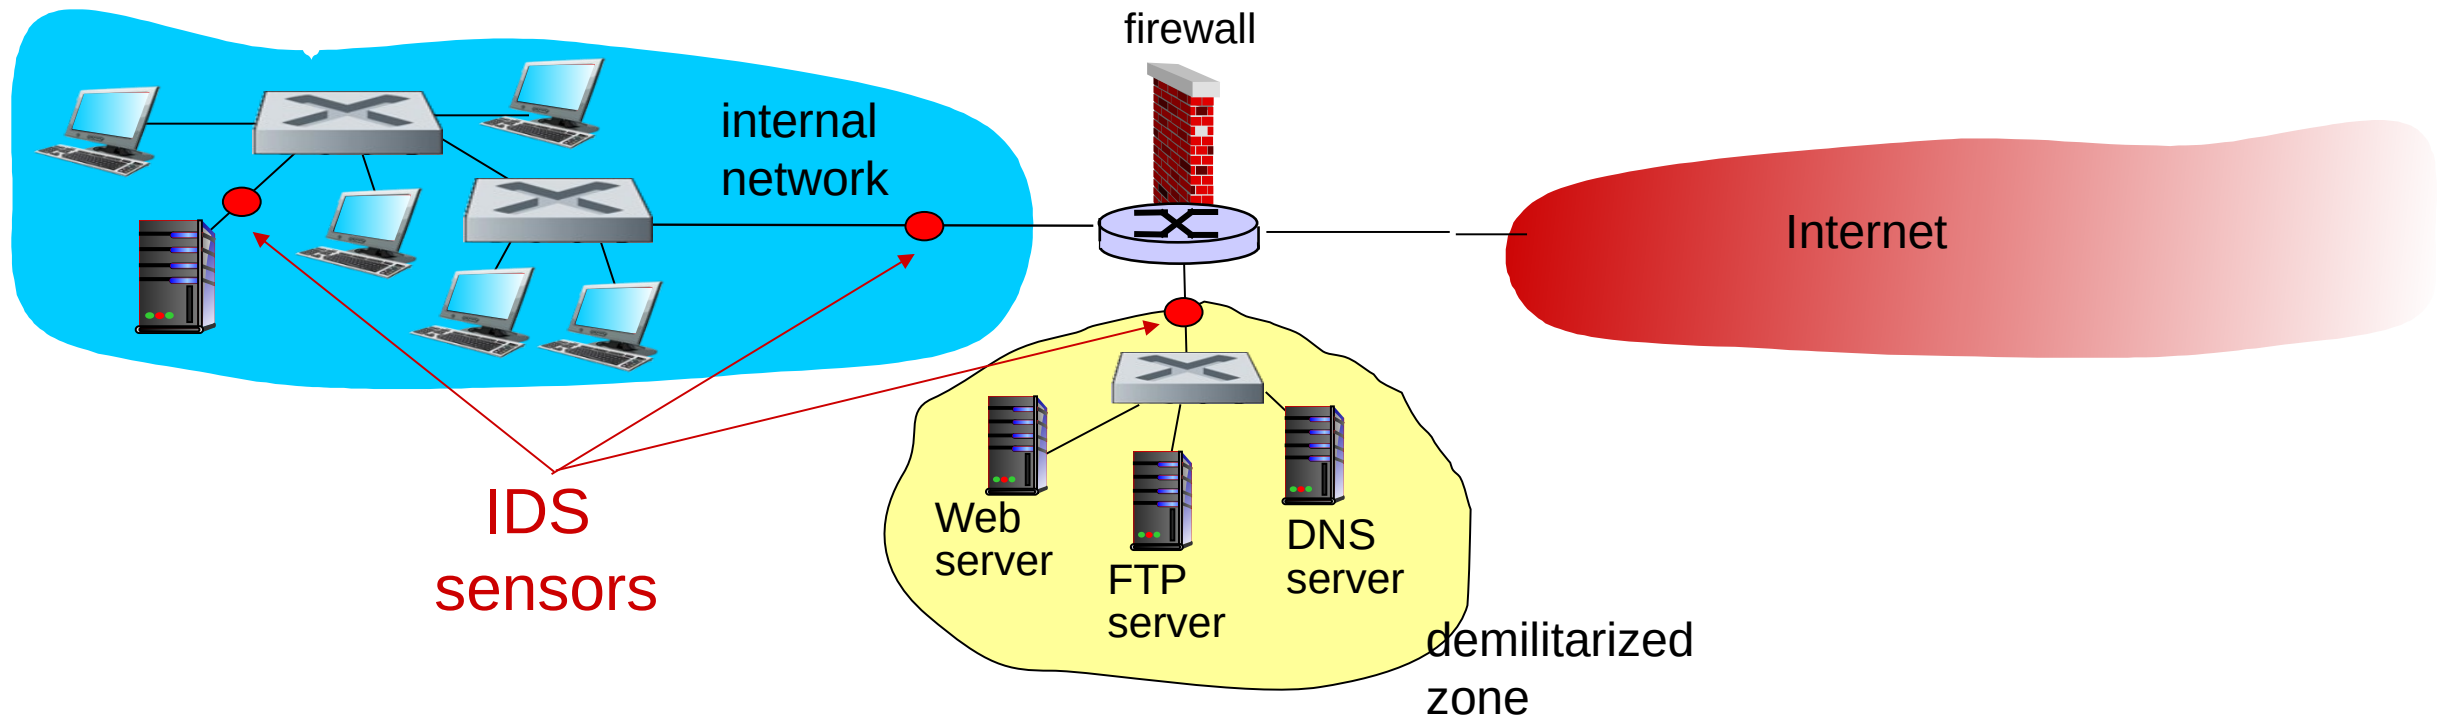 firewall
internal
network
Internet
IDS
sensors
Web
server
FTP
server
DNS
server
demilitarized
zone